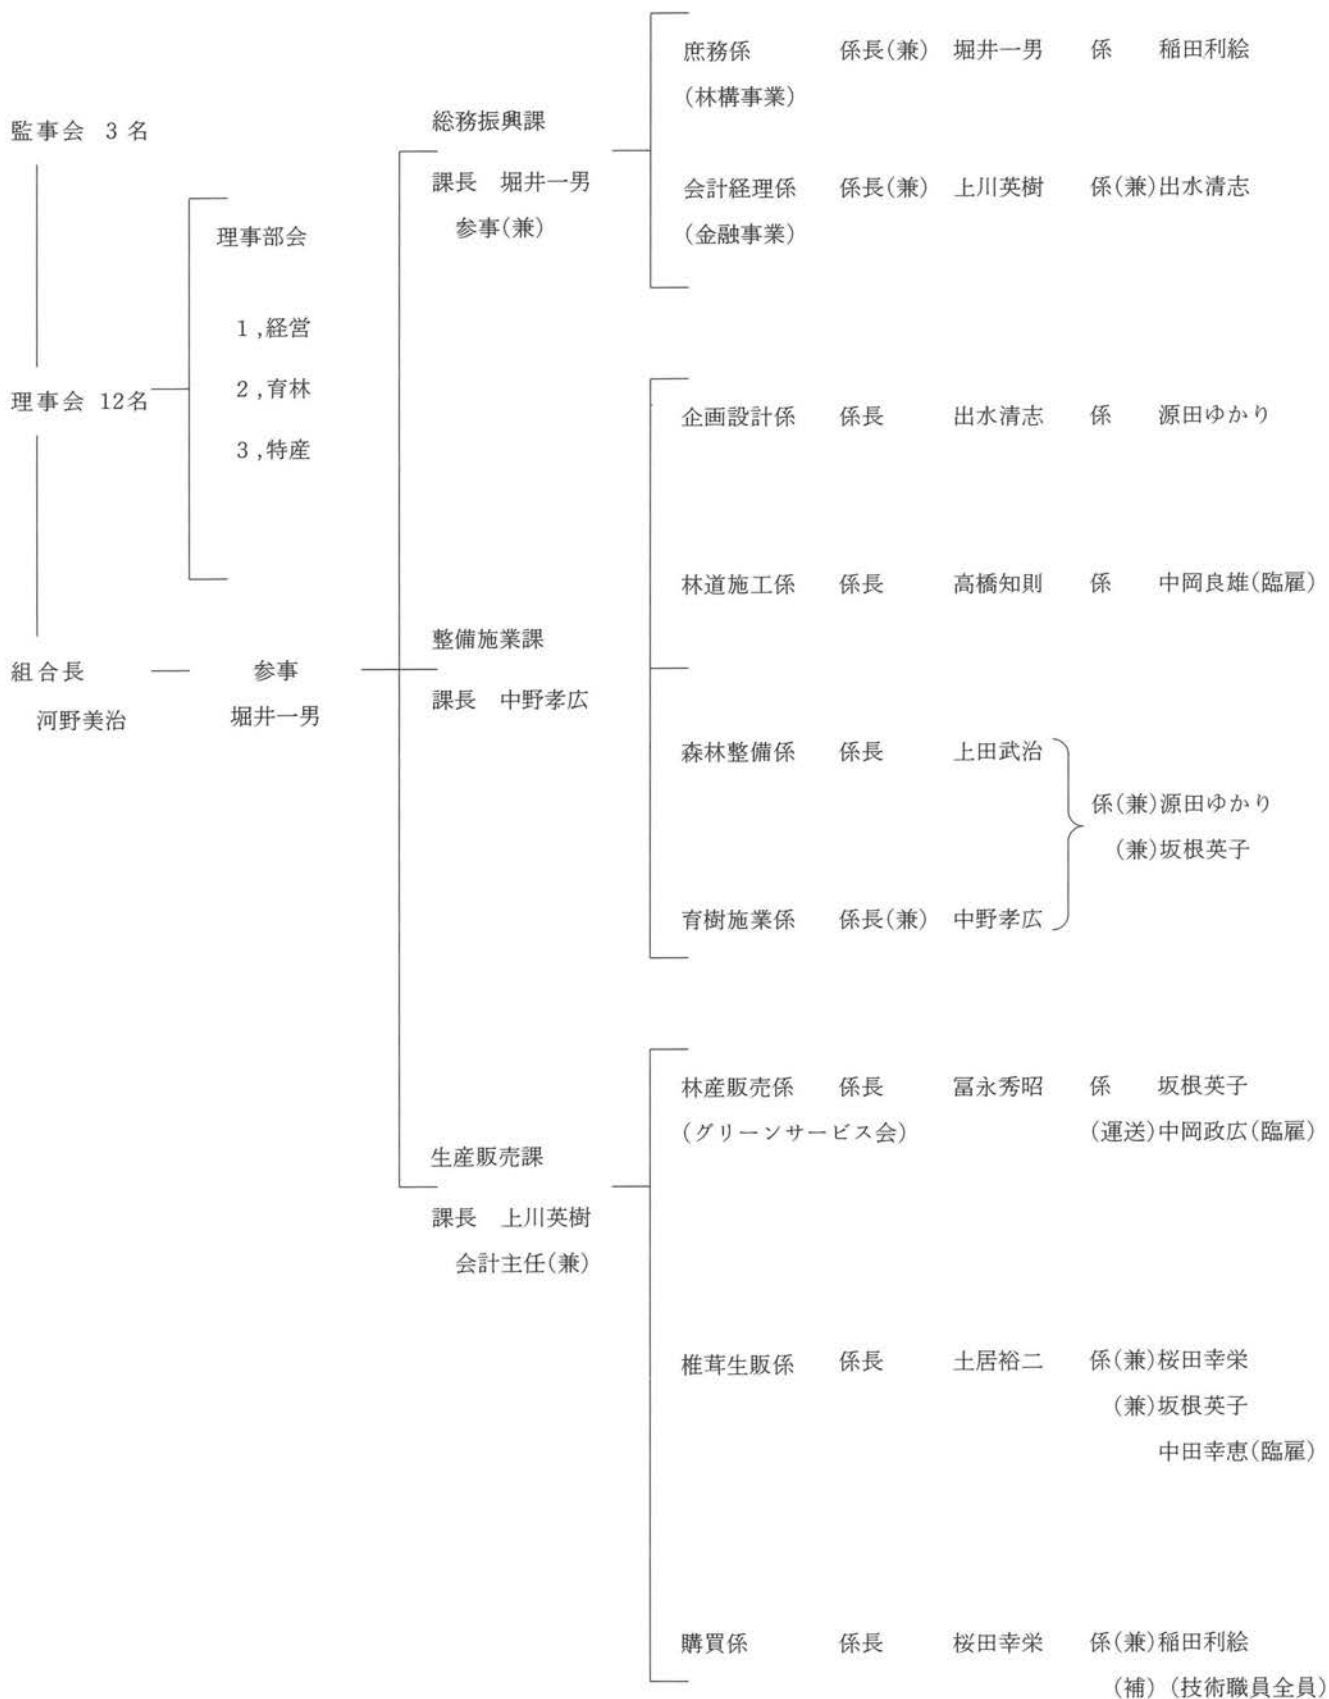 監事会 3名
理事会 12名
理事部会
1,経営
2,育林
3,特産
組合長 ― 参事
河野美治 堀井一男
総務振興課
課長 堀井一男
参事(兼)
庶務係 係長(兼) 堀井一男 係 稲田利絵
(林構事業)
会計経理係 係長(兼) 上川英樹 係(兼)出水清志
(金融事業)
整備施業課
課長 中野孝広
企画設計係 係長 出水清志 係 源田ゆかり
林道施工係 係長 高橋知則 係 中岡良雄(臨雇)
森林整備係 係長 上田武治
育樹施業係 係長(兼) 中野孝広
係(兼)源田ゆかり
(兼)坂根英子
生産販売課
課長 上川英樹
会計主任(兼)
林産販売係 係長 冨永秀昭 係 坂根英子
(グリーンサービス会) (運送)中岡政広(臨雇)
椎茸生販係 係長 土居裕二 係(兼)桜田幸栄
(兼)坂根英子
中田幸恵(臨雇)
購買係 係長 桜田幸栄 係(兼)稲田利絵
(補)(技術職員全員)